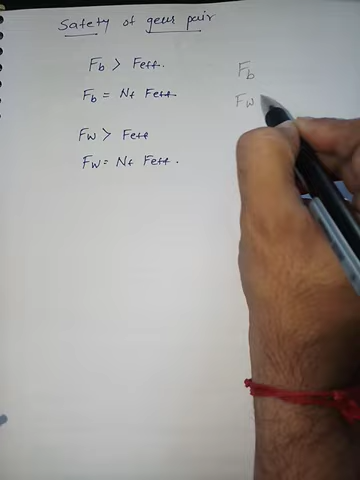 Safety of gear pair
Fb > Feff.
Fb = Nf Feff.
Fw > Feff
Fw = Nf Feff.
Fb
Fw